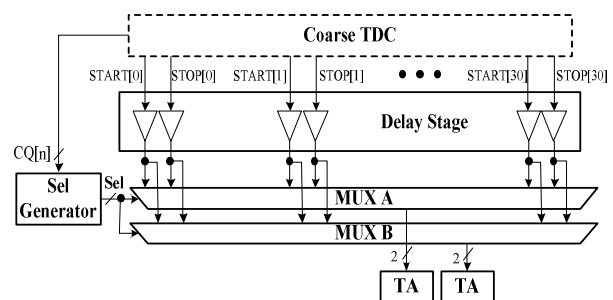 Coarse TDC
START[0] STOP[0] START[1] STOP[1] START[30] STOP[30]
Delay Stage
CQ[n]
Sel
Generator
Sel
MUX A
MUX B
2 2
TA TA